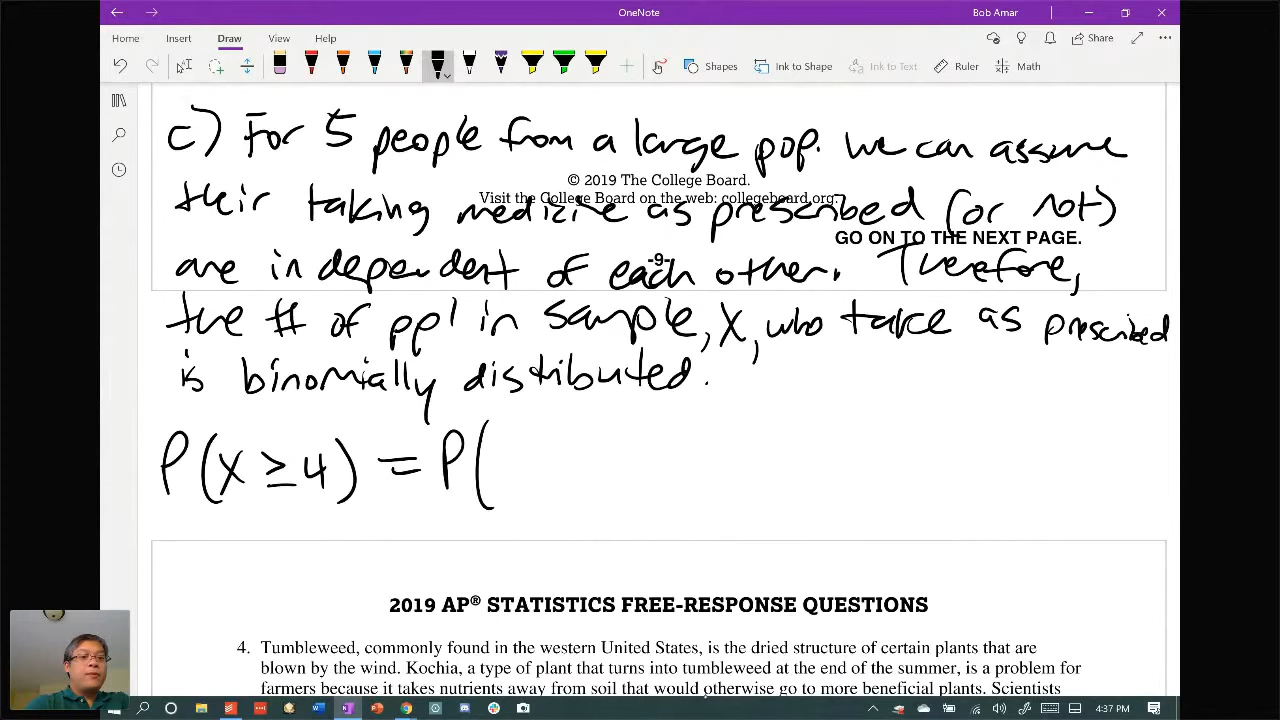 OneNote
Bob Amar
Home Insert Draw View Help
Share
Shapes Ink to Shape Ink to Text Ruler Math
c) For 5 people from a large pop. we can assume
© 2019 The College Board.
Visit the College Board on the web: collegeboard.org.
their taking medicine as prescribed (or not)
GO ON TO THE NEXT PAGE.
-9-
are independent of each other. Therefore,
the # of ppl in sample, X, who take as prescribed
is binomially distributed.
P(X ≥ 4) = P(
2019 AP® STATISTICS FREE-RESPONSE QUESTIONS
4. Tumbleweed, commonly found in the western United States, is the dried structure of certain plants that are
blown by the wind. Kochia, a type of plant that turns into tumbleweed at the end of the summer, is a problem for
farmers because it takes nutrients away from soil that would otherwise go to more beneficial plants. Scientists
4:37 PM